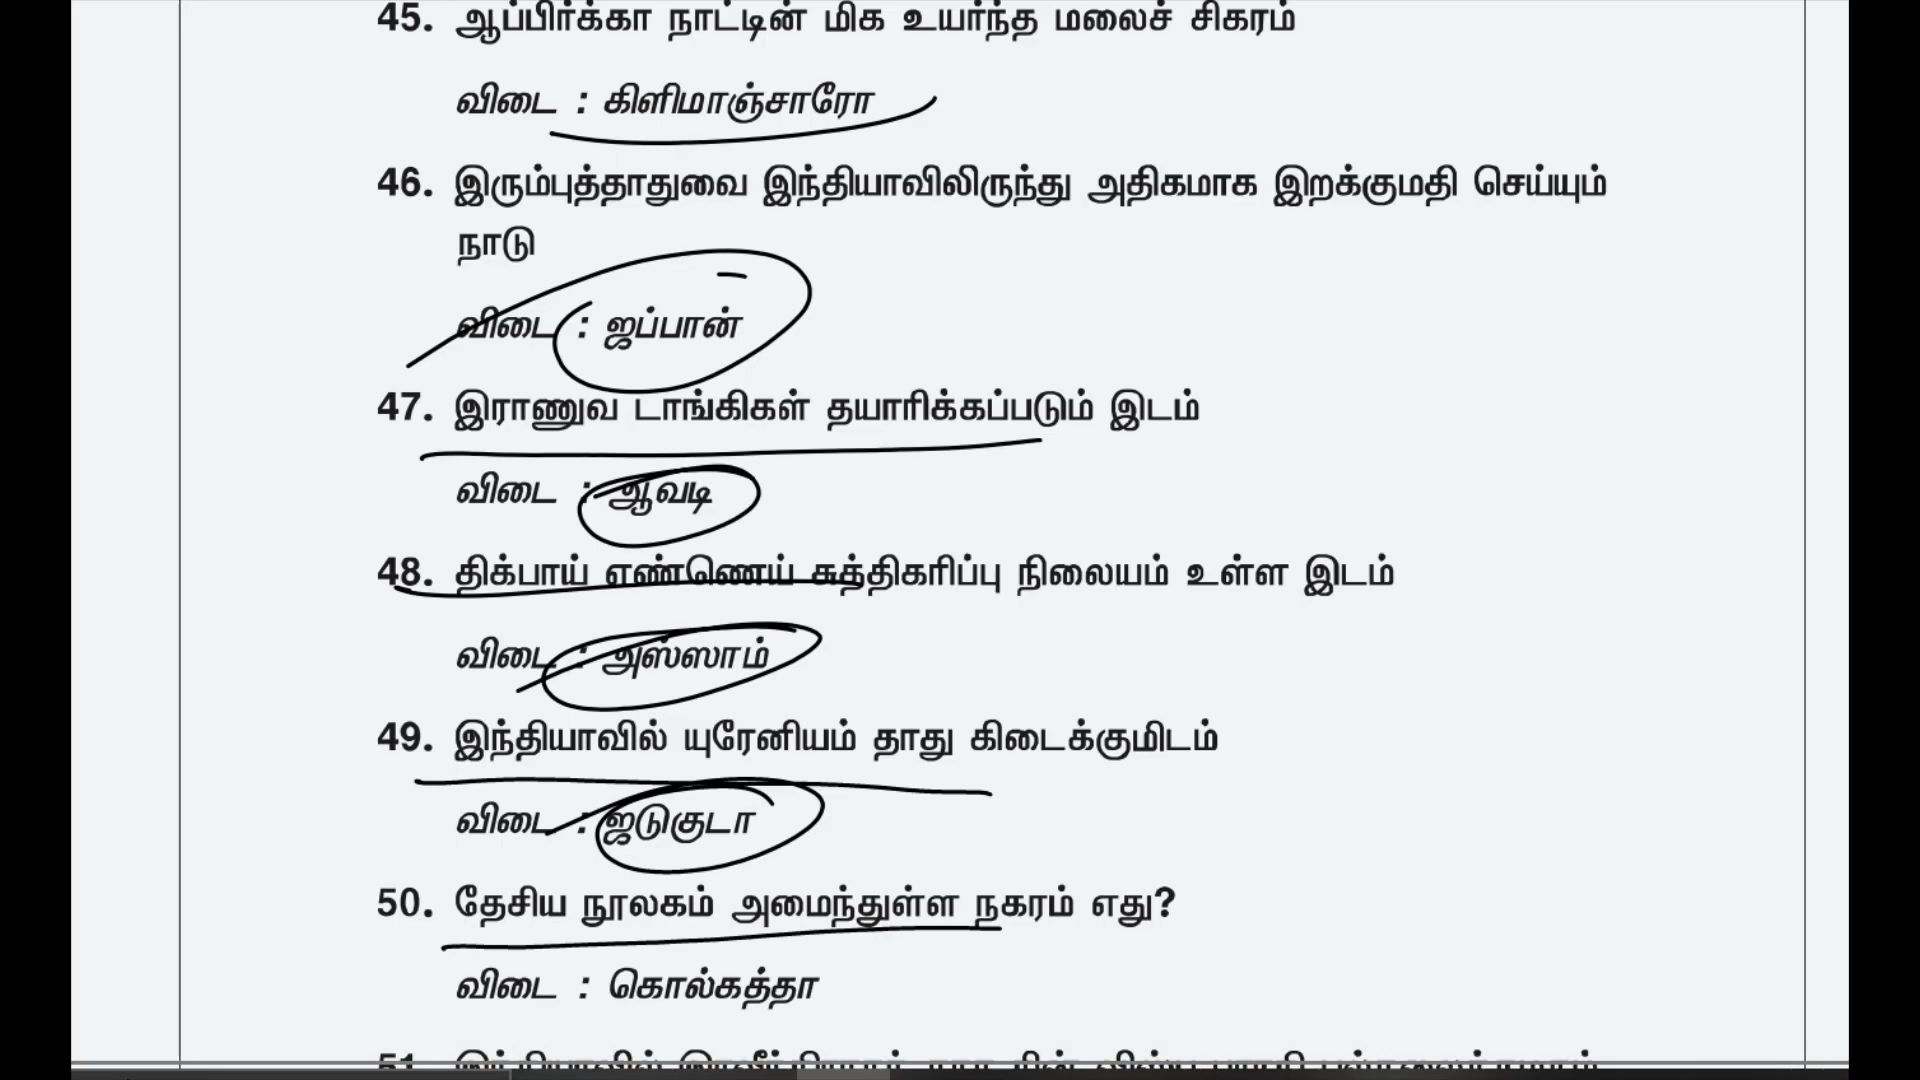 45. ஆப்பிர்க்கா நாட்டின் மிக உயர்ந்த மலைச் சிகரம்
விடை : கிளிமாஞ்சாரோ
46. இரும்புத்தாதுவை இந்தியாவிலிருந்து அதிகமாக இறக்குமதி செய்யும்
நாடு
விடை : ஜப்பான்
47. இராணுவ டாங்கிகள் தயாரிக்கப்படும் இடம்
விடை : ஆவடி
48. திக்பாய் எண்ணெய் சுத்திகரிப்பு நிலையம் உள்ள இடம்
விடை : அஸ்ஸாம்
49. இந்தியாவில் யுரேனியம் தாது கிடைக்குமிடம்
விடை : ஜடுகுடா
50. தேசிய நூலகம் அமைந்துள்ள நகரம் எது?
விடை : கொல்கத்தா